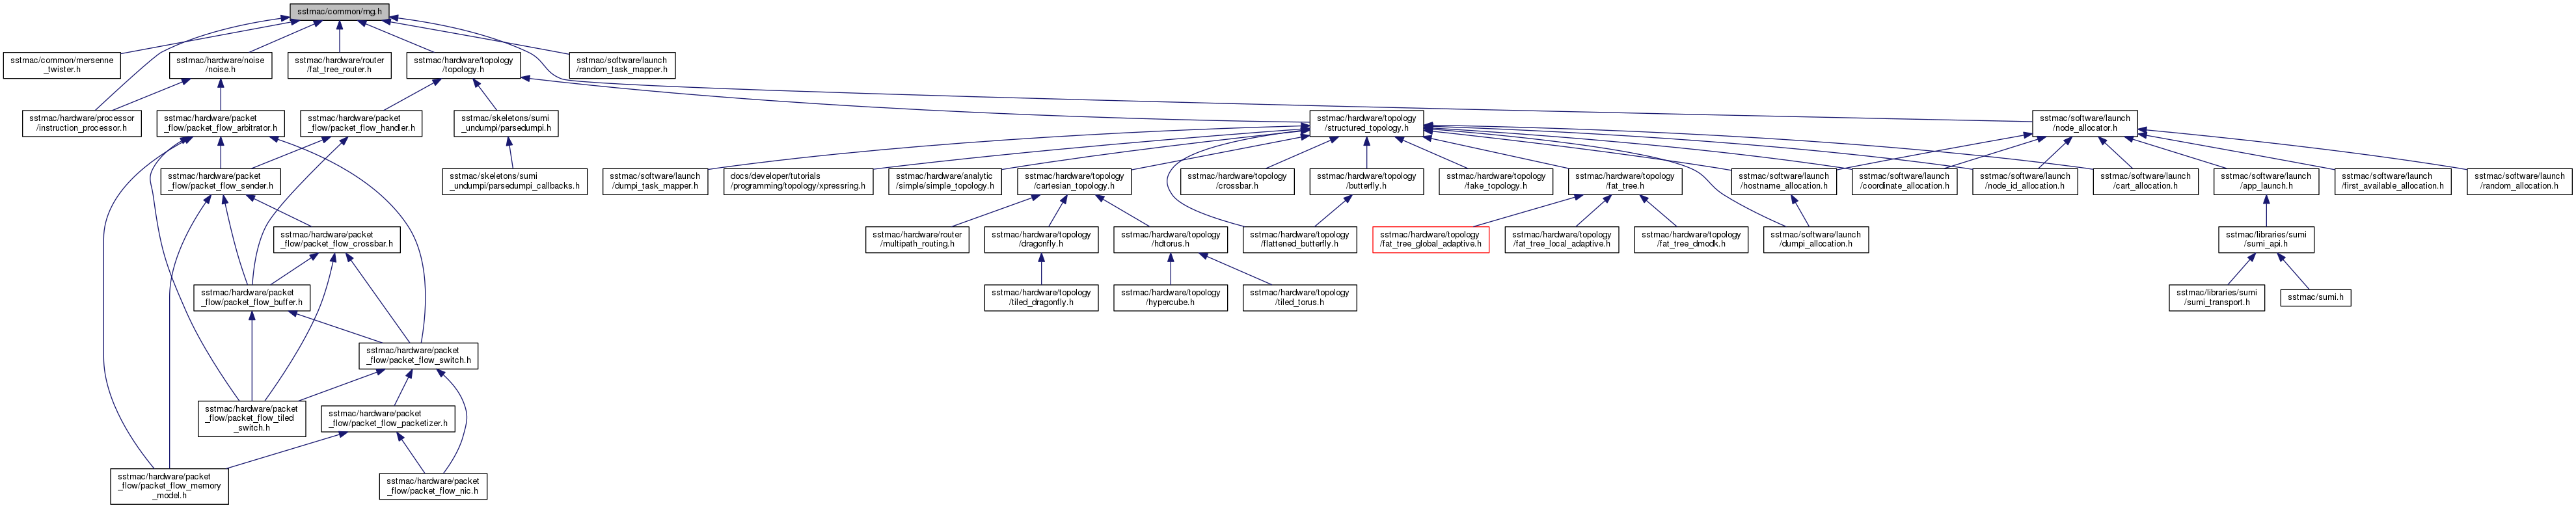 sstmac/common/rng.h
sstmac/common/mersenne
_twister.h
sstmac/hardware/noise
/noise.h
sstmac/hardware/router
/fat_tree_router.h
sstmac/hardware/topology
/topology.h
sstmac/software/launch
/random_task_mapper.h
sstmac/hardware/processor
/instruction_processor.h
sstmac/hardware/packet
_flow/packet_flow_arbitrator.h
sstmac/hardware/packet
_flow/packet_flow_handler.h
sstmac/skeletons/sumi
_undumpi/parsedumpi.h
sstmac/hardware/topology
/structured_topology.h
sstmac/software/launch
/node_allocator.h
sstmac/hardware/packet
_flow/packet_flow_sender.h
sstmac/skeletons/sumi
_undumpi/parsedumpi_callbacks.h
sstmac/software/launch
/dumpi_task_mapper.h
docs/developer/tutorials
/programming/topology/xpressring.h
sstmac/hardware/analytic
/simple/simple_topology.h
sstmac/hardware/topology
/cartesian_topology.h
sstmac/hardware/topology
/crossbar.h
sstmac/hardware/topology
/butterfly.h
sstmac/hardware/topology
/fake_topology.h
sstmac/hardware/topology
/fat_tree.h
sstmac/software/launch
/hostname_allocation.h
sstmac/software/launch
/coordinate_allocation.h
sstmac/software/launch
/node_id_allocation.h
sstmac/software/launch
/cart_allocation.h
sstmac/software/launch
/app_launch.h
sstmac/software/launch
/first_available_allocation.h
sstmac/software/launch
/random_allocation.h
sstmac/hardware/packet
_flow/packet_flow_crossbar.h
sstmac/hardware/router
/multipath_routing.h
sstmac/hardware/topology
/dragonfly.h
sstmac/hardware/topology
/hdtorus.h
sstmac/hardware/topology
/flattened_butterfly.h
sstmac/hardware/topology
/fat_tree_global_adaptive.h
sstmac/hardware/topology
/fat_tree_local_adaptive.h
sstmac/hardware/topology
/fat_tree_dmodk.h
sstmac/software/launch
/dumpi_allocation.h
sstmac/libraries/sumi
/sumi_api.h
sstmac/hardware/packet
_flow/packet_flow_buffer.h
sstmac/hardware/topology
/tiled_dragonfly.h
sstmac/hardware/topology
/hypercube.h
sstmac/hardware/topology
/tiled_torus.h
sstmac/libraries/sumi
/sumi_transport.h
sstmac/sumi.h
sstmac/hardware/packet
_flow/packet_flow_switch.h
sstmac/hardware/packet
_flow/packet_flow_tiled
_switch.h
sstmac/hardware/packet
_flow/packet_flow_packetizer.h
sstmac/hardware/packet
_flow/packet_flow_memory
_model.h
sstmac/hardware/packet
_flow/packet_flow_nic.h